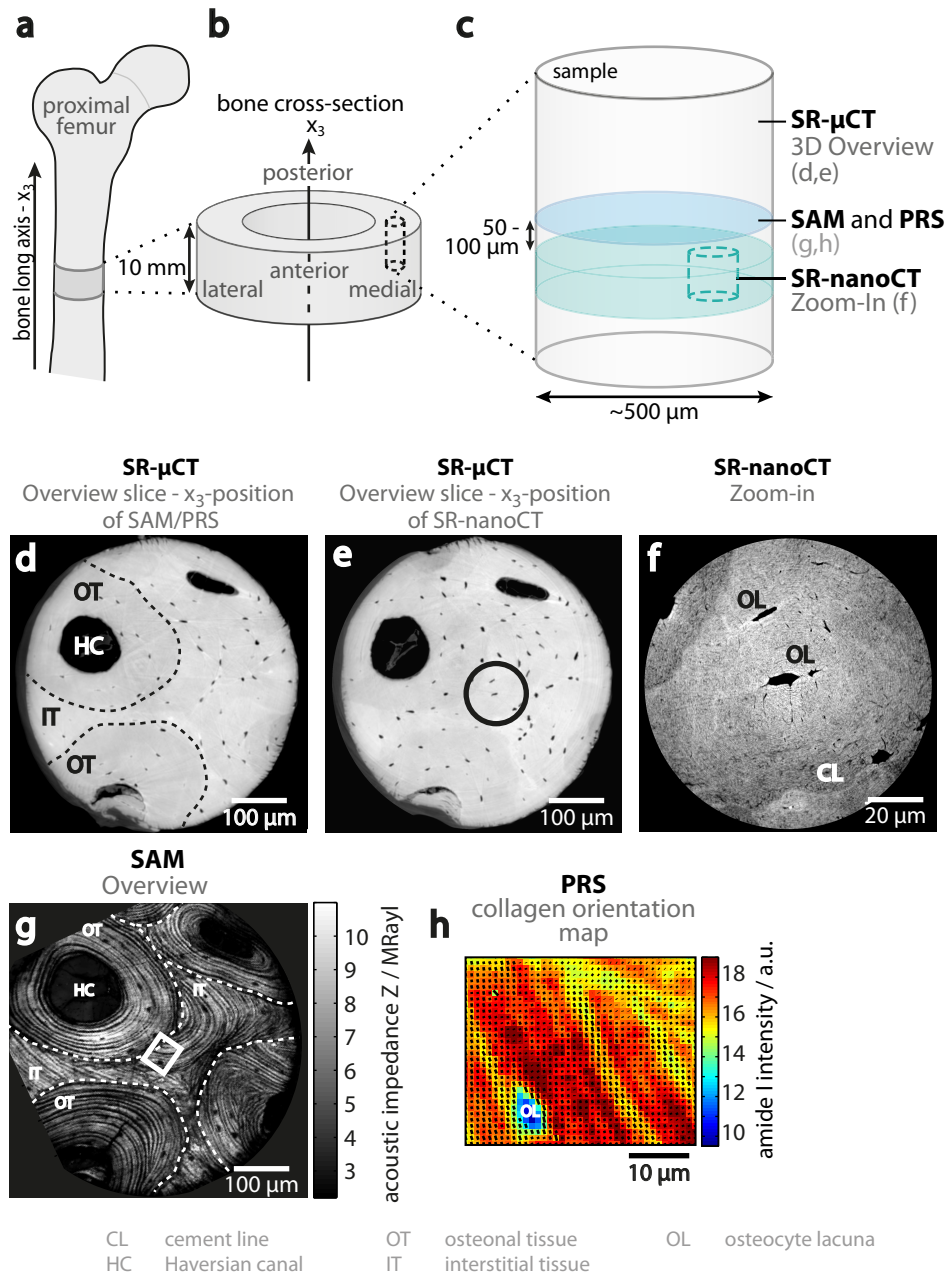 a
b
c
proximal
femur
bone long axis - x3
bone cross-section
x3
posterior
10 mm
anterior
lateral
medial
sample
SR-μCT
3D Overview
(d,e)
50 -
100 μm
SAM and PRS
(g,h)
SR-nanoCT
Zoom-In (f)
~500 μm
SR-μCT
Overview slice - x3-position
of SAM/PRS
SR-μCT
Overview slice - x3-position
of SR-nanoCT
SR-nanoCT
Zoom-in
d
OT
HC
IT
OT
100 μm
e
100 μm
f
OL
OL
CL
20 μm
SAM
Overview
g
OT
HC
IT
IT
OT
100 μm
10
9
8
7
6
5
4
3
acoustic impedance Z / MRayl
PRS
collagen orientation
map
h
OL
10 μm
18
16
14
12
10
amide I intensity / a.u.
CL cement line
OT osteonal tissue
OL osteocyte lacuna
HC Haversian canal
IT interstitial tissue